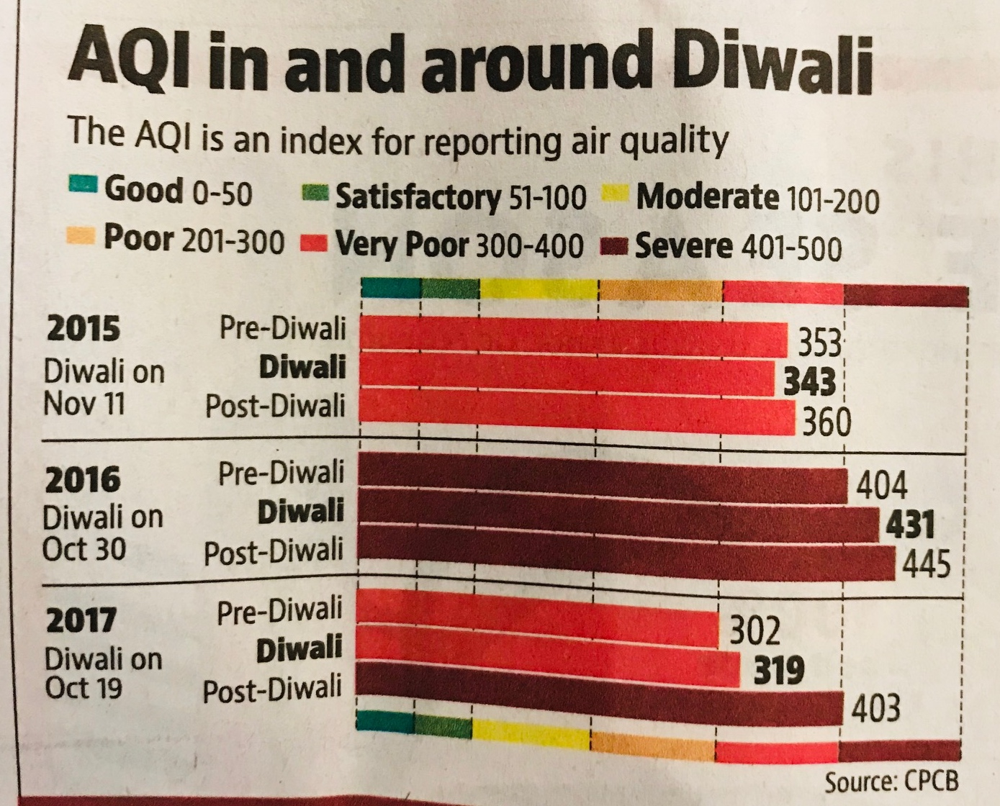 AQI in and around Diwali
The AQI is an index for reporting air quality
Good 0-50 Satisfactory 51-100 Moderate 101-200
Poor 201-300 Very Poor 300-400 Severe 401-500
2015
Diwali on
Nov 11
Pre-Diwali 353
Diwali 343
Post-Diwali 360
2016
Diwali on
Oct 30
Pre-Diwali 404
Diwali 431
Post-Diwali 445
2017
Diwali on
Oct 19
Pre-Diwali 302
Diwali 319
Post-Diwali 403
Source: CPCB